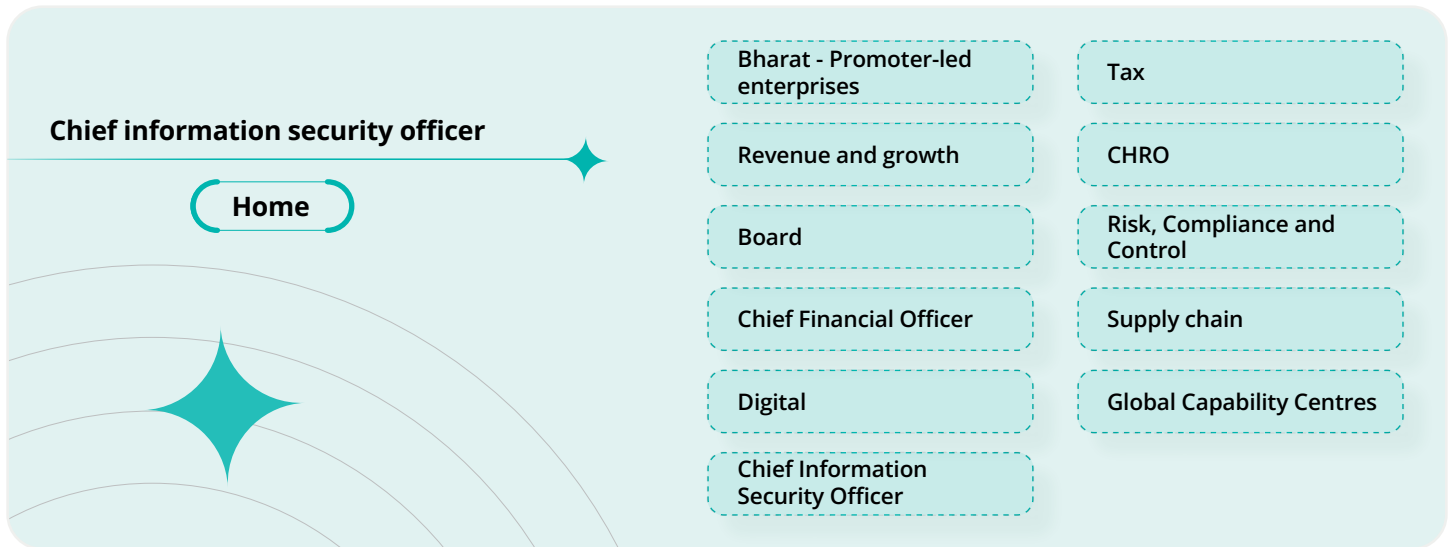 Chief information security officer
Home
Bharat - Promoter-led
enterprises
Revenue and growth
Board
Chief Financial Officer
Digital
Chief Information
Security Officer
Tax
CHRO
Risk, Compliance and
Control
Supply chain
Global Capability Centres